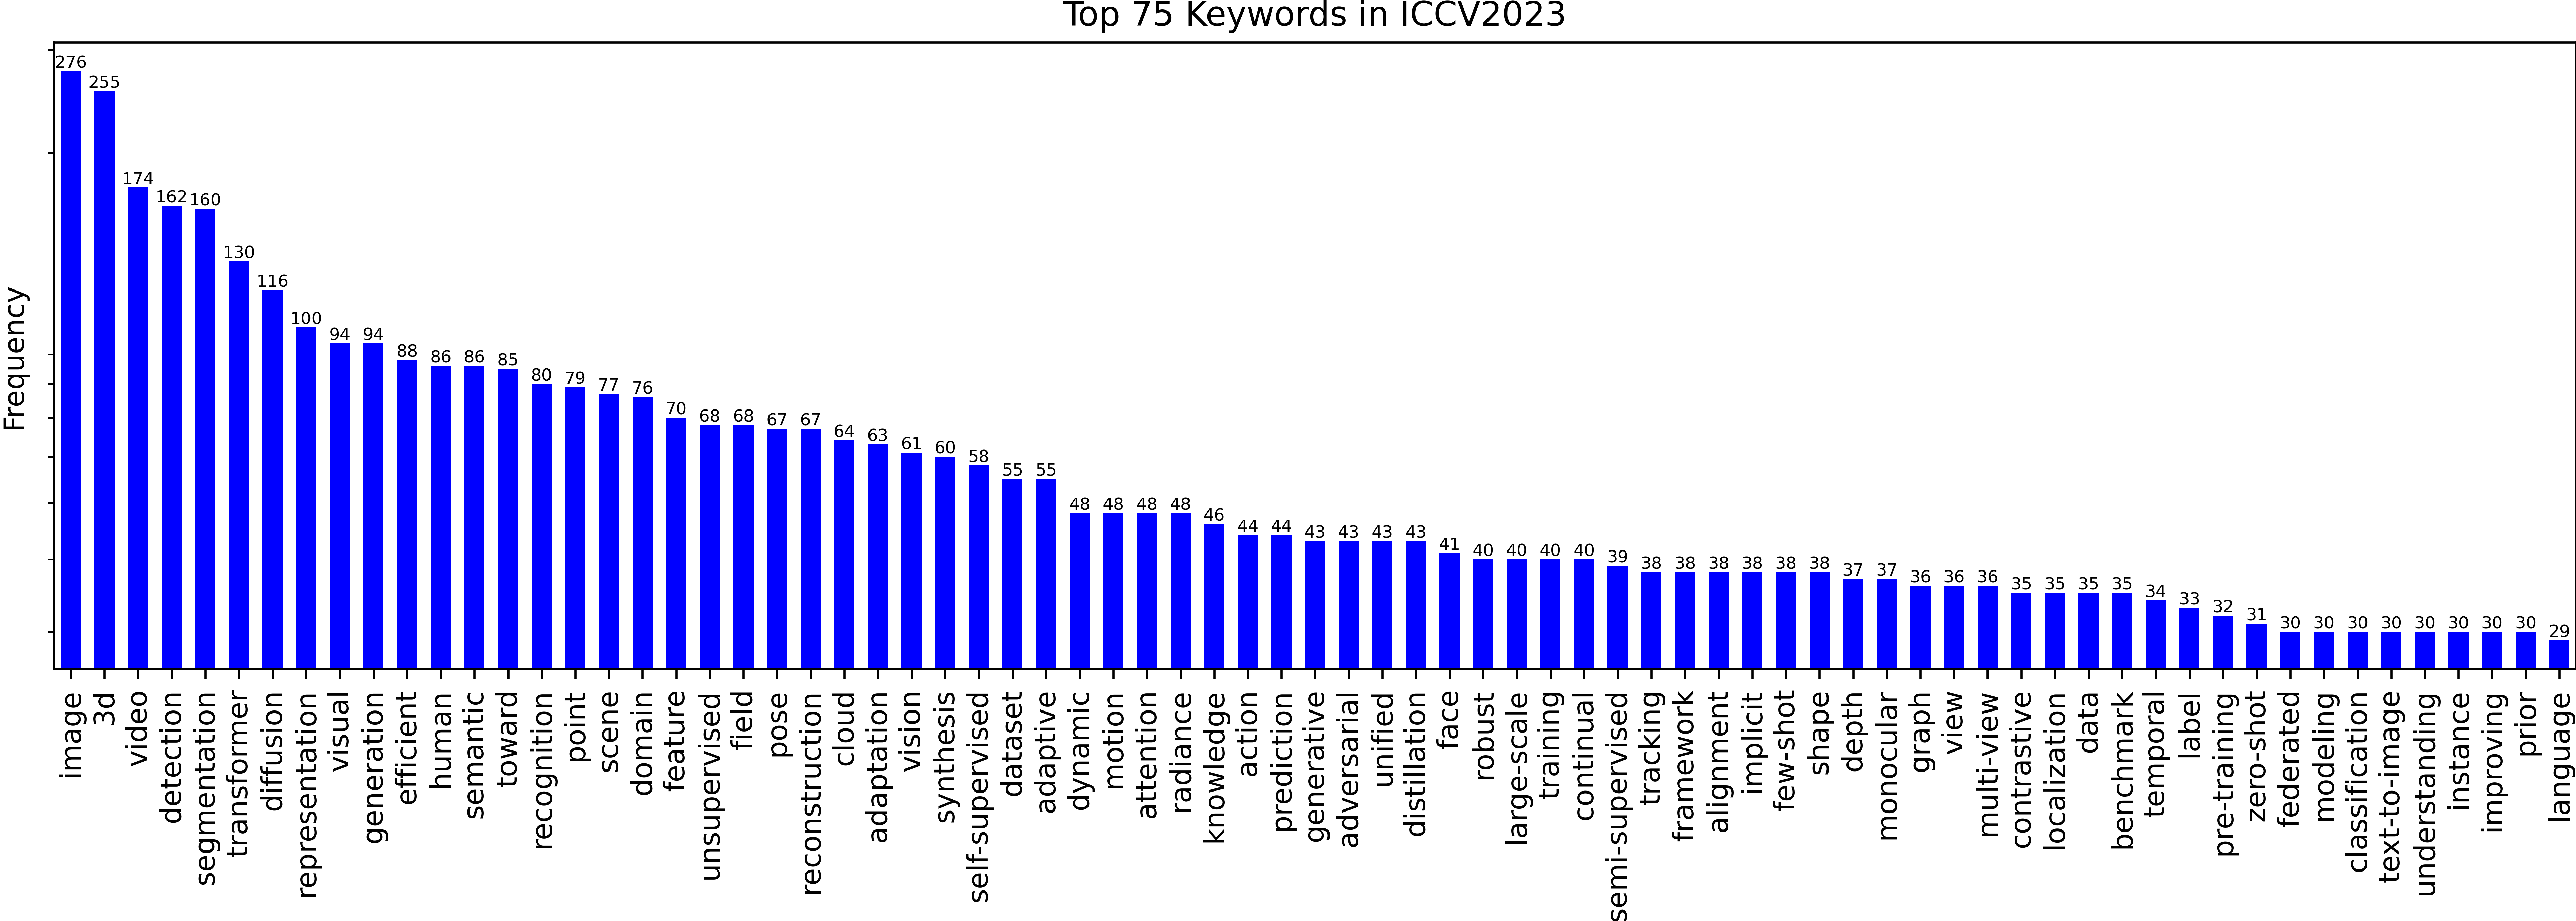 Top 75 Keywords in ICCV2023
Frequency
276
255
174
162
160
130
116
100
94
94
88
86
86
85
80
79
77
76
70
68
68
67
67
64
63
61
60
58
55
55
48
48
48
48
46
44
44
43
43
43
43
41
40
40
40
40
39
38
38
38
38
38
38
37
37
36
36
36
35
35
35
35
34
33
32
31
30
30
30
30
30
30
30
30
29
image
3d
video
detection
segmentation
transformer
diffusion
representation
visual
generation
efficient
human
semantic
toward
recognition
point
scene
domain
feature
unsupervised
field
pose
reconstruction
cloud
adaptation
vision
synthesis
self-supervised
dataset
adaptive
dynamic
motion
attention
radiance
knowledge
action
prediction
generative
adversarial
unified
distillation
face
robust
large-scale
training
continual
semi-supervised
tracking
framework
alignment
implicit
few-shot
shape
depth
monocular
graph
view
multi-view
contrastive
localization
data
benchmark
temporal
label
pre-training
zero-shot
federated
modeling
classification
text-to-image
understanding
instance
improving
prior
language